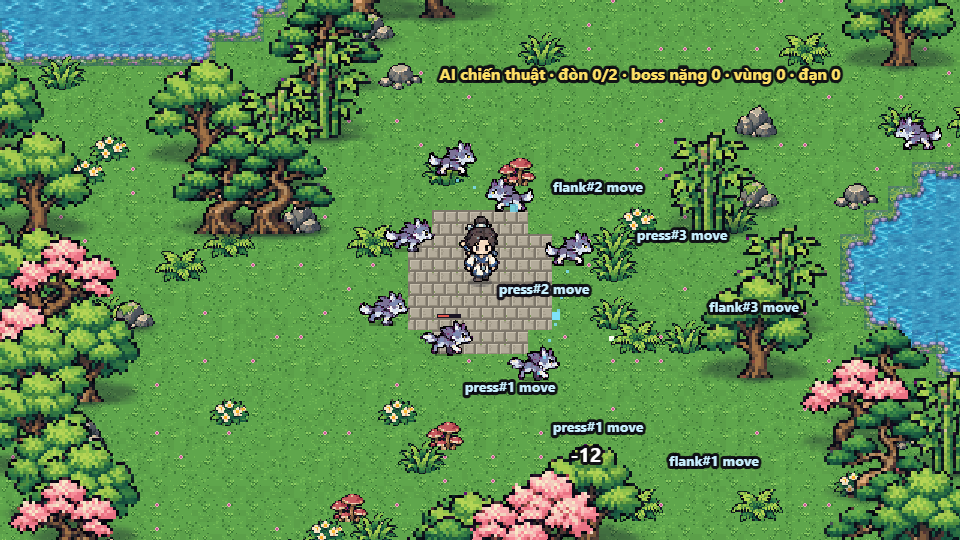 AI chiến thuật · đòn 0/2 · boss nặng 0 · vùng 0 · đạn 0
flank#2 move
press#3 move
press#2 move
flank#3 move
press#1 move
press#1 move
-12
flank#1 move